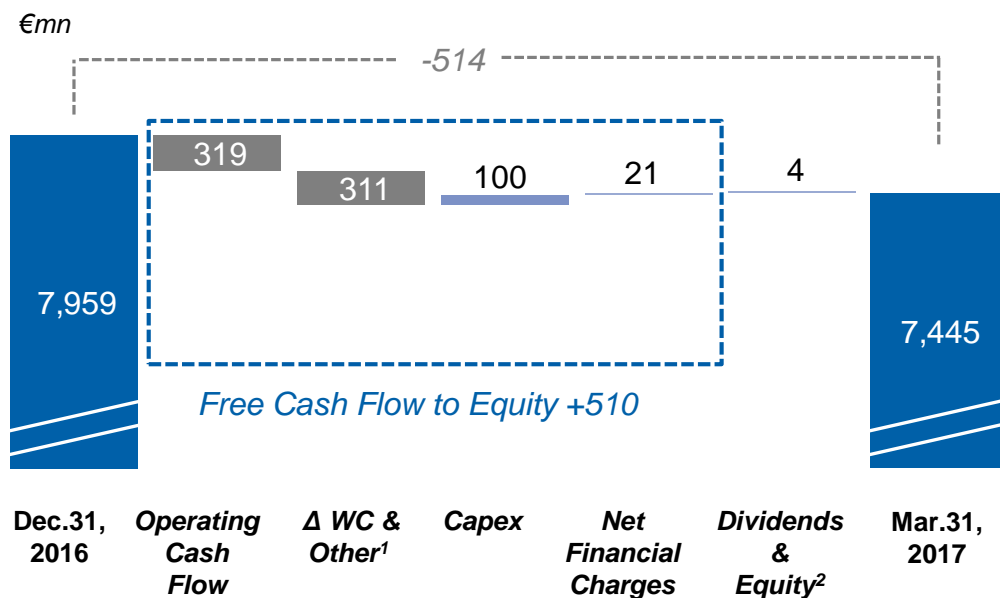 €mn
-514
319
311
100
21
4
7,959
7,445
Free Cash Flow to Equity +510
Dec.31,
2016
Operating
Cash
Flow
Δ WC &
Other¹
Capex
Net
Financial
Charges
Dividends
&
Equity²
Mar.31,
2017